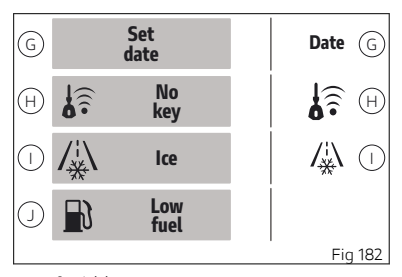 G Set date Date G
H No key H
I Ice I
J Low fuel
Fig 182